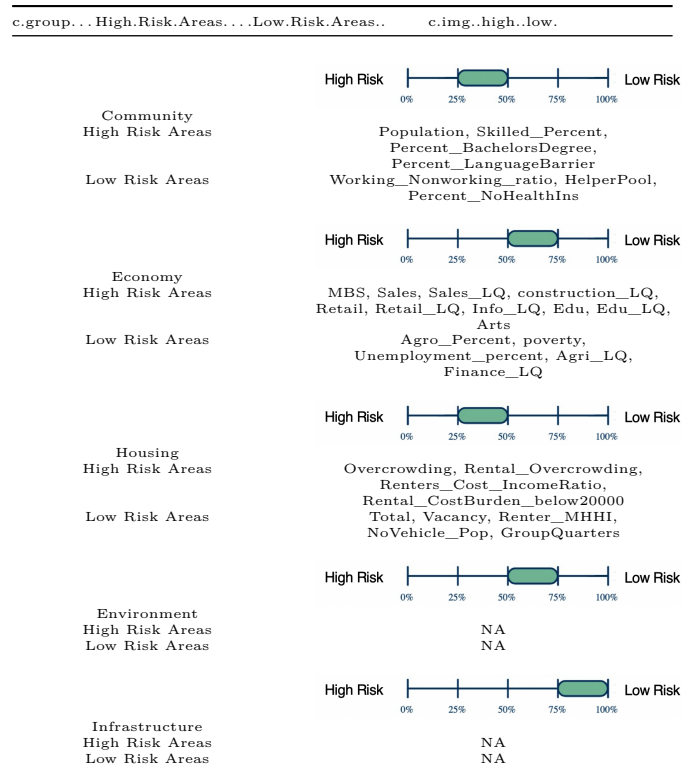 c.group...High.Risk.Areas....Low.Risk.Areas.. c.img..high..low.
High Risk Low Risk
0% 25% 50% 75% 100%
Community
High Risk Areas Population, Skilled_Percent,
Percent_BachelorsDegree,
Percent_LanguageBarrier
Low Risk Areas Working_Nonworking_ratio, HelperPool,
Percent_NoHealthIns
High Risk Low Risk
0% 25% 50% 75% 100%
Economy
High Risk Areas MBS, Sales, Sales_LQ, construction_LQ,
Retail, Retail_LQ, Info_LQ, Edu, Edu_LQ,
Arts
Low Risk Areas Agro_Percent, poverty,
Unemployment_percent, Agri_LQ,
Finance_LQ
High Risk Low Risk
0% 25% 50% 75% 100%
Housing
High Risk Areas Overcrowding, Rental_Overcrowding,
Renters_Cost_IncomeRatio,
Rental_CostBurden_below20000
Low Risk Areas Total, Vacancy, Renter_MHHI,
NoVehicle_Pop, GroupQuarters
High Risk Low Risk
0% 25% 50% 75% 100%
Environment
High Risk Areas NA
Low Risk Areas NA
High Risk Low Risk
0% 25% 50% 75% 100%
Infrastructure
High Risk Areas NA
Low Risk Areas NA